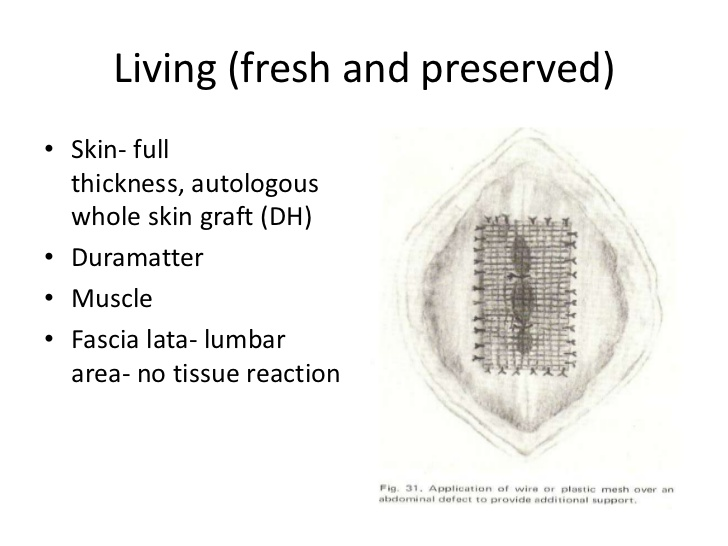 Living (fresh and preserved)
• Skin- full
thickness, autologous
whole skin graft (DH)
• Duramatter
• Muscle
• Fascia lata- lumbar
area- no tissue reaction
Fig. 31, Application of wire or plastic mesh over an
abdominal defect to provide additional support.